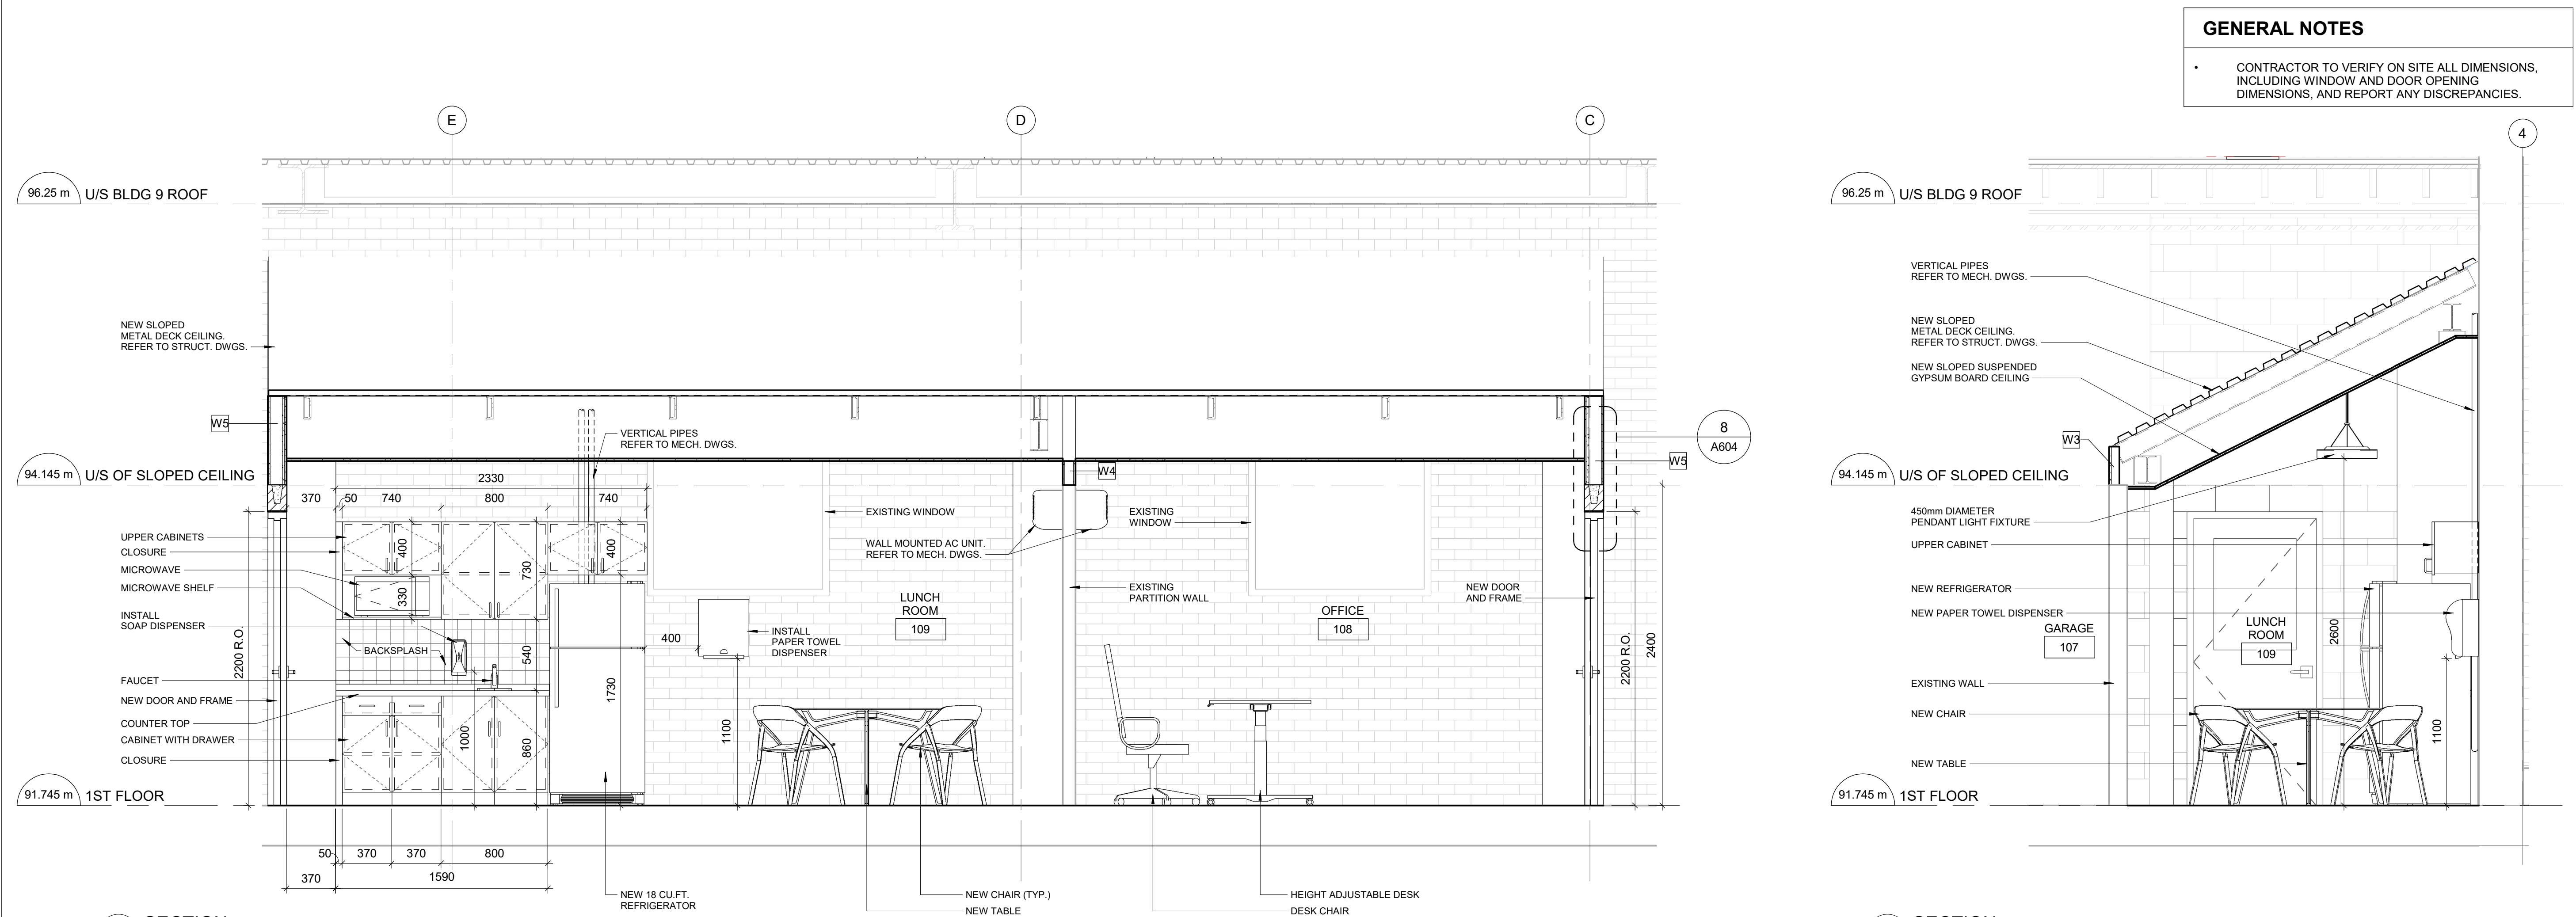 GENERAL NOTES
• CONTRACTOR TO VERIFY ON SITE ALL DIMENSIONS,
INCLUDING WINDOW AND DOOR OPENING
DIMENSIONS, AND REPORT ANY DISCREPANCIES.
E
D
C
96.25 m U/S BLDG 9 ROOF
NEW SLOPED
METAL DECK CEILING.
REFER TO STRUCT. DWGS.
W5
VERTICAL PIPES
REFER TO MECH. DWGS.
8
A604
W4
W5
94.145 m U/S OF SLOPED CEILING
2330
370
50
740
800
740
EXISTING WINDOW
EXISTING
WINDOW
WALL MOUNTED AC UNIT.
REFER TO MECH. DWGS.
UPPER CABINETS
CLOSURE
MICROWAVE
MICROWAVE SHELF
INSTALL
SOAP DISPENSER
400
400
730
330
EXISTING
PARTITION WALL
NEW DOOR
AND FRAME
LUNCH
ROOM
109
OFFICE
108
2200 R.O.
BACKSPLASH
540
400
INSTALL
PAPER TOWEL
DISPENSER
2200 R.O.
2400
FAUCET
NEW DOOR AND FRAME
COUNTER TOP
CABINET WITH DRAWER
CLOSURE
1730
1000
860
1100
91.745 m 1ST FLOOR
50
370
370
800
370
1590
NEW 18 CU.FT.
REFRIGERATOR
NEW CHAIR (TYP.)
NEW TABLE
HEIGHT ADJUSTABLE DESK
DESK CHAIR
4
96.25 m U/S BLDG 9 ROOF
VERTICAL PIPES
REFER TO MECH. DWGS.
NEW SLOPED
METAL DECK CEILING.
REFER TO STRUCT. DWGS.
NEW SLOPED SUSPENDED
GYPSUM BOARD CEILING
W3
94.145 m U/S OF SLOPED CEILING
450mm DIAMETER
PENDANT LIGHT FIXTURE
UPPER CABINET
NEW REFRIGERATOR
NEW PAPER TOWEL DISPENSER
GARAGE
107
LUNCH
ROOM
109
2600
EXISTING WALL
NEW CHAIR
1100
NEW TABLE
91.745 m 1ST FLOOR